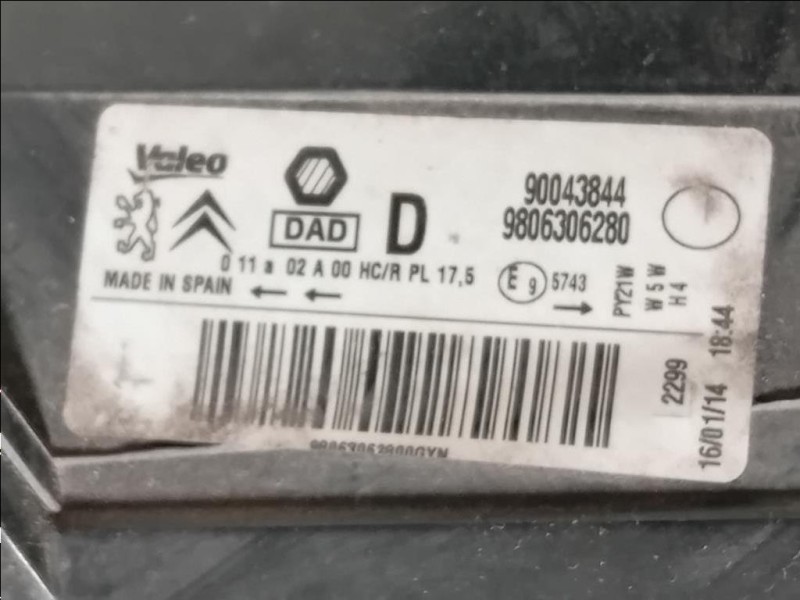 Valeo
DAD
D
90043844
9806306280
0 11 a 02 A 00 HC/R PL 17,5
E 9 5743
MADE IN SPAIN
PY21W
W5W
H4
2299
16/01/14 18:44